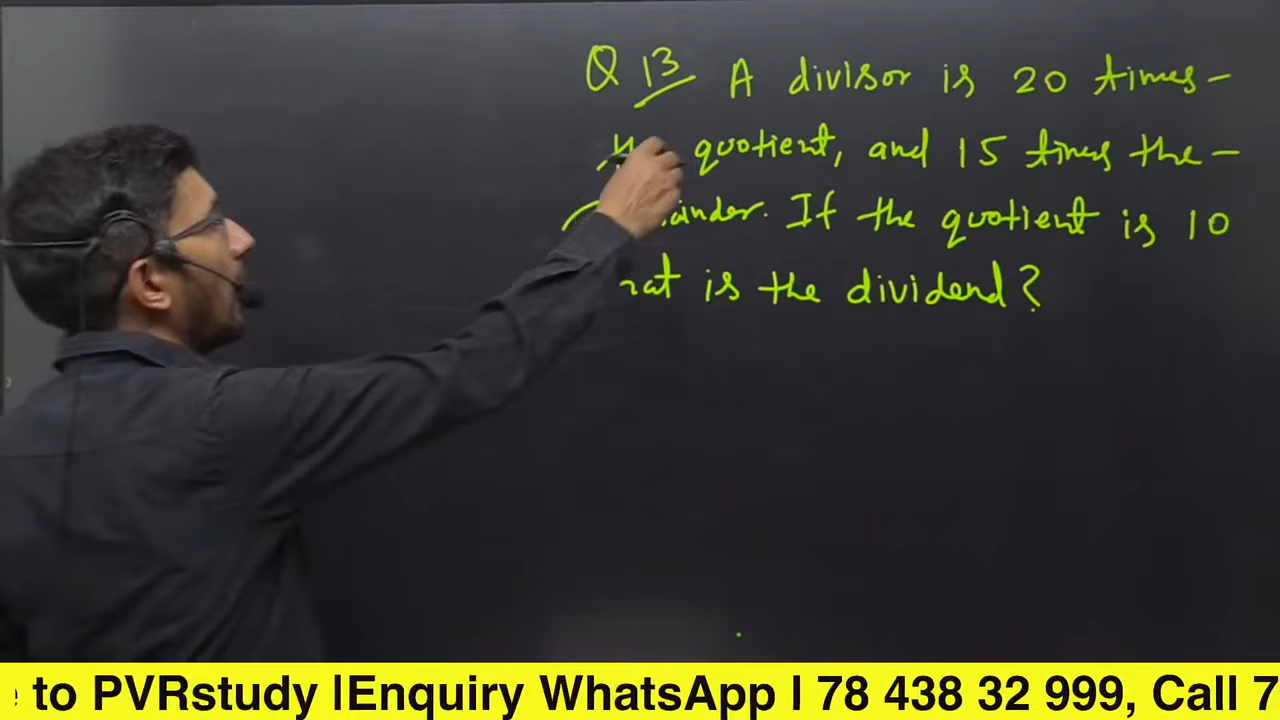 Q 13 A divisor is 20 times -
quotient, and 15 times the -
If the quotient is 10
is the dividend?
to PVRstudy |Enquiry WhatsApp | 78 438 32 999, Call 7